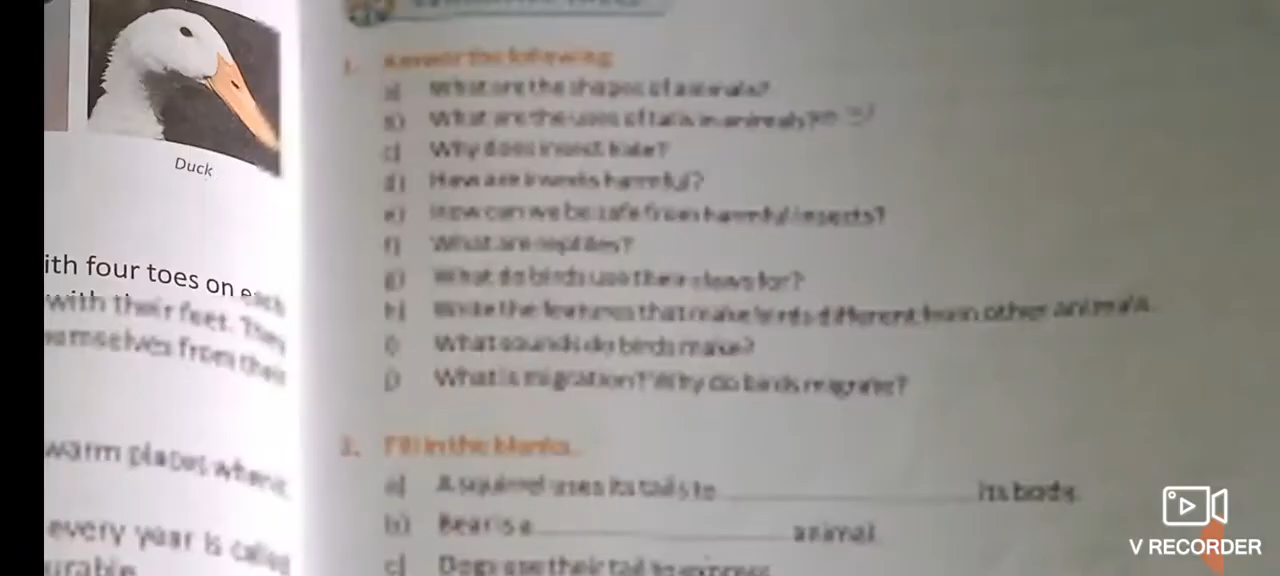 Duck
ith four toes on each
with their feet. They
emselves from their
warm places where
every year is called
1. Answer the following
a) What are the shapes of animals?
b) What are the uses of tails in animals?
c) Why does insect bite?
d) How are insects harmful?
e) How can we be safe from harmful insects?
f) What are reptiles?
g) What do birds use their claws for?
h) Write the features that make birds different from other animals.
i) What sounds do birds make?
j) What is migration? Why do birds migrate?
2. Fill in the blanks.
a) A squirrel uses its tails to ____________ its body.
b) Bear is a ____________ animal.
c) Dogs use their tail to express
V RECORDER